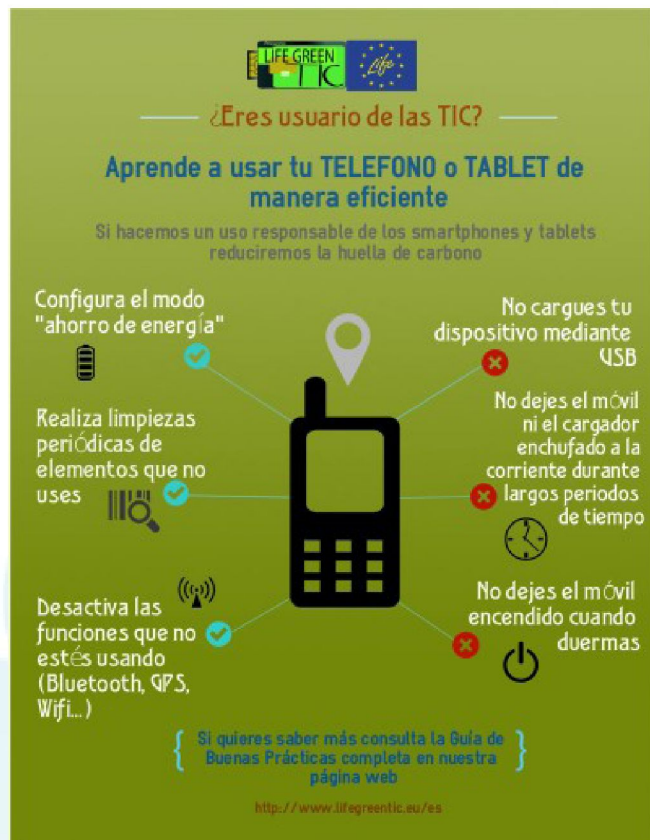 LIFE GREEN
TIC
Life
¿Eres usuario de las TIC?
Aprende a usar tu TELEFONO o TABLET de
manera eficiente
Si hacemos un uso responsable de los smartphones y tablets
reduciremos la huella de carbono
Configura el modo
"ahorro de energía"
Realiza limpiezas
periódicas de
elementos que no
uses
Desactiva las
funciones que no
estés usando
(Bluetooth, GPS,
Wifi...)
No cargues tu
dispositivo mediante
USB
No dejes el móvil
ni el cargador
enchufado a la
corriente durante
largos periodos
de tiempo
No dejes el móvil
encendido cuando
duermas
Si quieres saber más consulta la Guía de
Buenas Prácticas completa en nuestra
página web
http://www.lifegreentic.eu/es